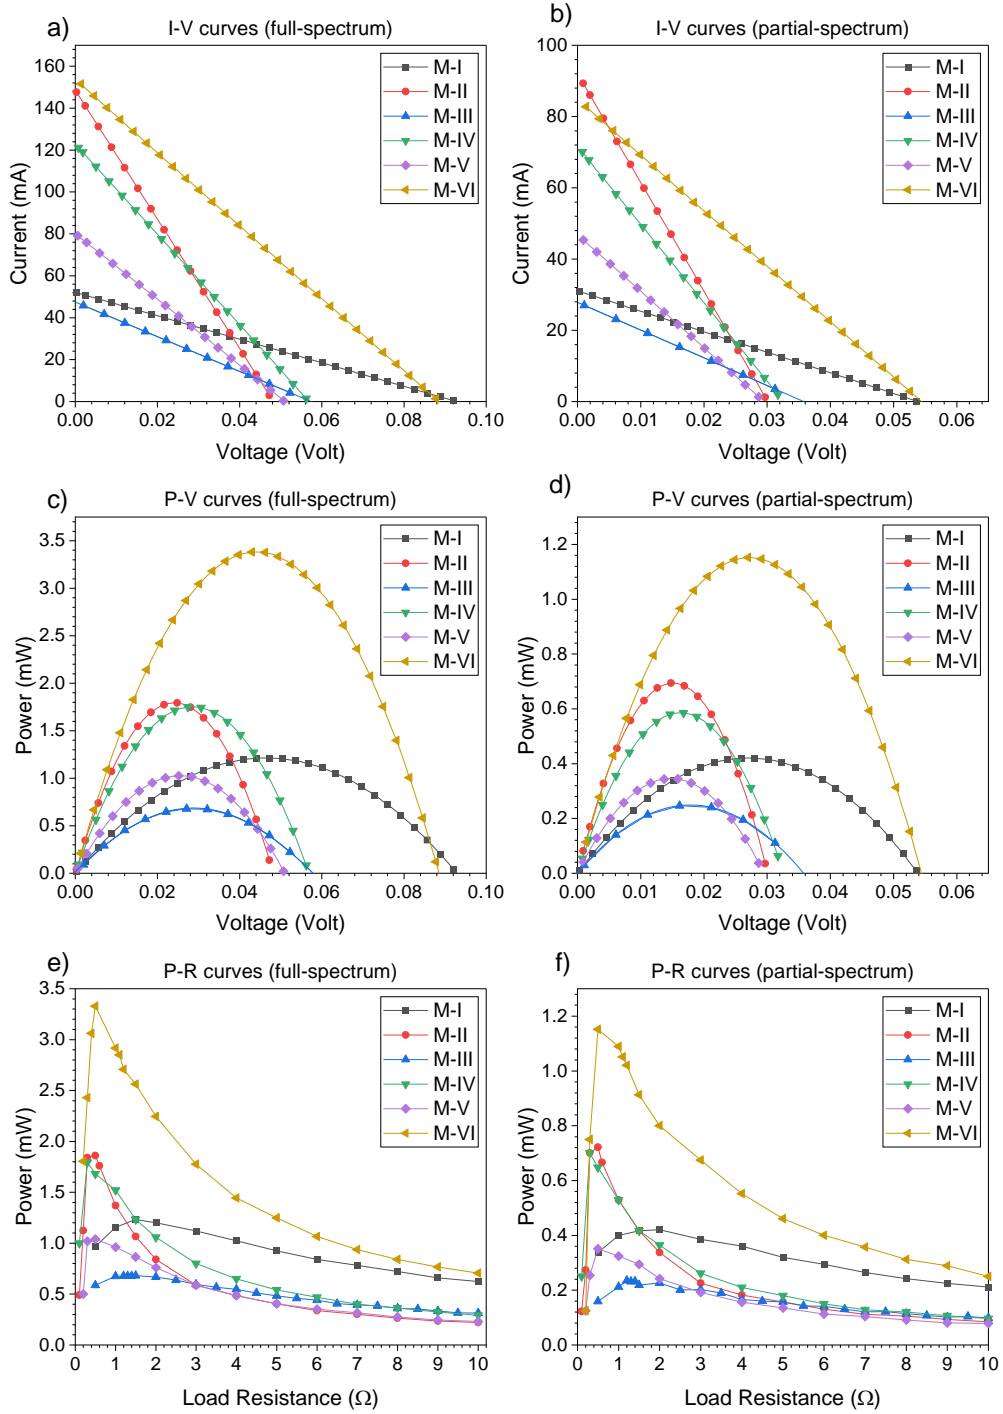 a)
I-V curves (full-spectrum)
160
140
120
100
80
60
40
20
0
Current (mA)
0.00 0.02 0.04 0.06 0.08 0.10
Voltage (Volt)
M-I
M-II
M-III
M-IV
M-V
M-VI
b)
I-V curves (partial-spectrum)
100
80
60
40
20
0
Current (mA)
0.00 0.01 0.02 0.03 0.04 0.05 0.06
Voltage (Volt)
M-I
M-II
M-III
M-IV
M-V
M-VI
c)
P-V curves (full-spectrum)
3.5
3.0
2.5
2.0
1.5
1.0
0.5
0.0
Power (mW)
0.00 0.02 0.04 0.06 0.08 0.10
Voltage (Volt)
M-I
M-II
M-III
M-IV
M-V
M-VI
d)
P-V curves (partial-spectrum)
1.2
1.0
0.8
0.6
0.4
0.2
0.0
Power (mW)
0.00 0.01 0.02 0.03 0.04 0.05 0.06
Voltage (Volt)
M-I
M-II
M-III
M-IV
M-V
M-VI
e)
P-R curves (full-spectrum)
3.5
3.0
2.5
2.0
1.5
1.0
0.5
0.0
Power (mW)
0 1 2 3 4 5 6 7 8 9 10
Load Resistance (Ω)
M-I
M-II
M-III
M-IV
M-V
M-VI
f)
P-R curves (partial-spectrum)
1.2
1.0
0.8
0.6
0.4
0.2
0.0
Power (mW)
0 1 2 3 4 5 6 7 8 9 10
Load Resistance (Ω)
M-I
M-II
M-III
M-IV
M-V
M-VI